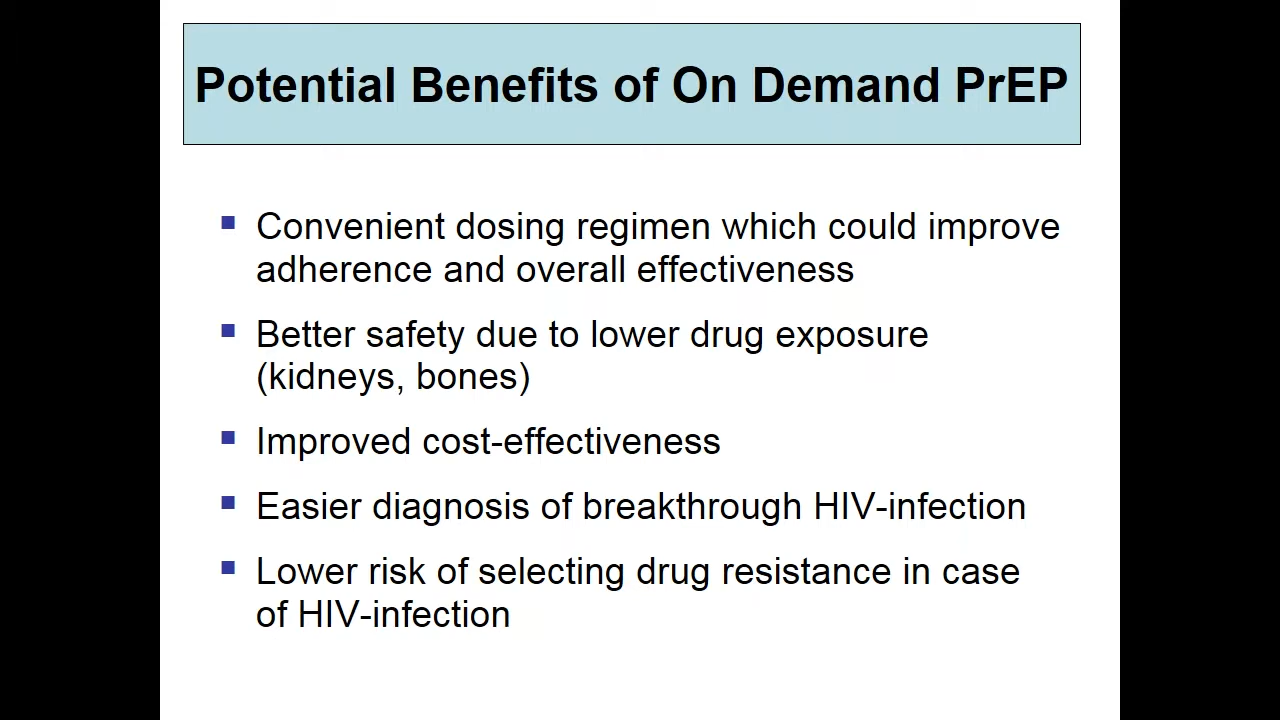 Potential Benefits of On Demand PrEP
Convenient dosing regimen which could improve
adherence and overall effectiveness
Better safety due to lower drug exposure
(kidneys, bones)
Improved cost-effectiveness
Easier diagnosis of breakthrough HIV-infection
Lower risk of selecting drug resistance in case
of HIV-infection